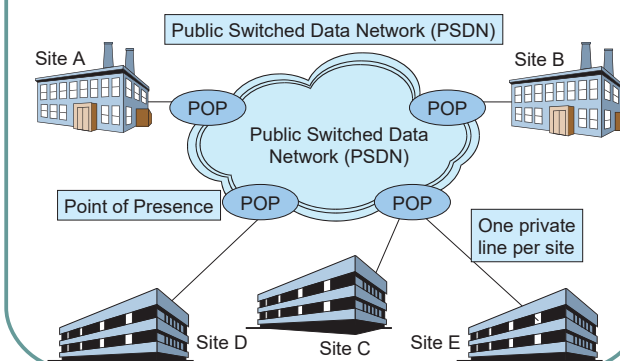 Public Switched Data Network (PSDN)
Site A
Site B
POP
POP
Public Switched Data
Network (PSDN)
Point of Presence
POP
POP
One private
line per site
Site D
Site C
Site E